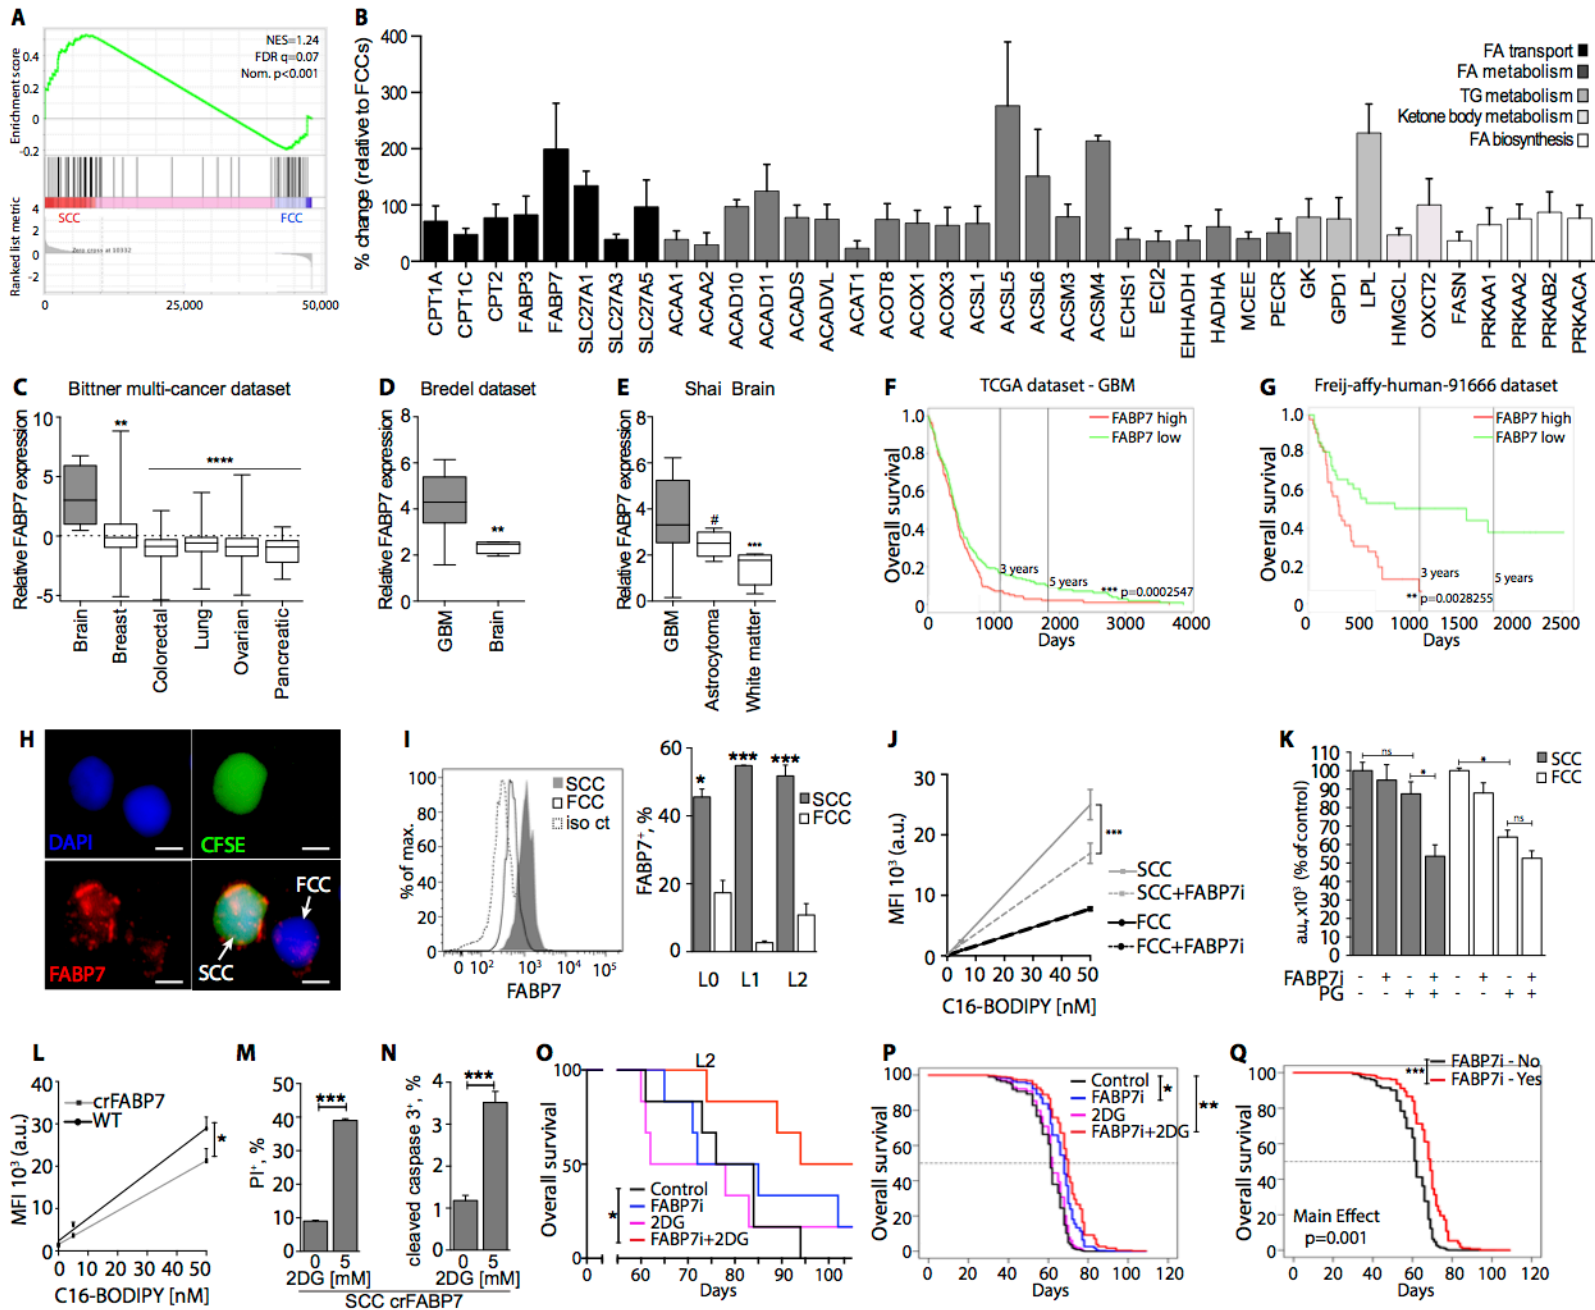 A
NES=1.24
FDR q=0.07
Nom. p<0.001
Enrichment score
0.4
0.2
0
-0.2
SCC
FCC
Ranked list metric
4
2
0
-2
Zero cross at 10332
0
25,000
50,000
B
% change (relative to FCCs)
400
300
200
100
0
FA transport
FA metabolism
TG metabolism
Ketone body metabolism
FA biosynthesis
CPT1A
CPT1C
CPT2
FABP3
FABP7
SLC27A1
SLC27A3
SLC27A5
ACAA1
ACAA2
ACAD10
ACAD11
ACADS
ACADVL
ACAT1
ACOT8
ACOX1
ACOX3
ACSL1
ACSL5
ACSL6
ACSM3
ACSM4
ECHS1
ECI2
EHHADH
HADHA
MCEE
PECR
GK
GPD1
LPL
HMGCL
OXCT2
FASN
PRKAA1
PRKAA2
PRKAB2
PRKACA
C
Bittner multi-cancer dataset
Relative FABP7 expression
10
5
0
-5
**
****
Brain
Breast
Colorectal
Lung
Ovarian
Pancreatic
D
Bredel dataset
Relative FABP7 expression
8
6
4
2
0
**
GBM
Brain
E
Shai Brain
Relative FABP7 expression
8
6
4
2
0
#
***
GBM
Astrocytoma
White matter
F
TCGA dataset - GBM
FABP7 high
FABP7 low
Overall survival
1.0
0.8
0.6
0.4
0.2
0
3 years
5 years
*** p=0.0002547
0 1000 2000 3000 4000
Days
G
Freij-affy-human-91666 dataset
FABP7 high
FABP7 low
Overall survival
1.0
0.8
0.6
0.4
0.2
0
3 years
5 years
** p=0.0028255
0 500 1000 1500 2000 2500
Days
H
DAPI
CFSE
FABP7
FCC
SCC
I
% of max.
100
80
60
40
20
0
SCC
FCC
iso ct
0 10² 10³ 10⁴ 10⁵
FABP7
FABP7⁺, %
60
40
20
0
* *** ***
SCC
FCC
L0 L1 L2
J
MFI 10³ (a.u.)
30
20
10
0
***
SCC
SCC+FABP7i
FCC
FCC+FABP7i
0 10 20 30 40 50
C16-BODIPY [nM]
K
a.u., x10³ (% of control)
110
100
90
80
70
60
50
40
30
20
10
0
ns
*
*
ns
SCC
FCC
FABP7i - + - + - + - +
PG - - + + - - + +
L
MFI 10³ (a.u.)
40
30
20
10
0
crFABP7
WT
*
0 10 20 30 40 50
C16-BODIPY [nM]
M
PI⁺, %
50
40
30
20
10
0
***
0 5
2DG [mM]
N
cleaved caspase 3⁺, %
4
3
2
1
0
***
0 5
2DG [mM]
SCC crFABP7
O
L2
Overall survival
100
50
0
*
Control
FABP7i
2DG
FABP7i+2DG
0 60 70 80 90 100
Days
P
Overall survival
100
80
60
40
20
0
Control
FABP7i
2DG
FABP7i+2DG
*
**
0 20 40 60 80 100 120
Days
Q
Overall survival
100
80
60
40
20
0
***
FABP7i - No
FABP7i - Yes
Main Effect
p=0.001
0 20 40 60 80 100 120
Days